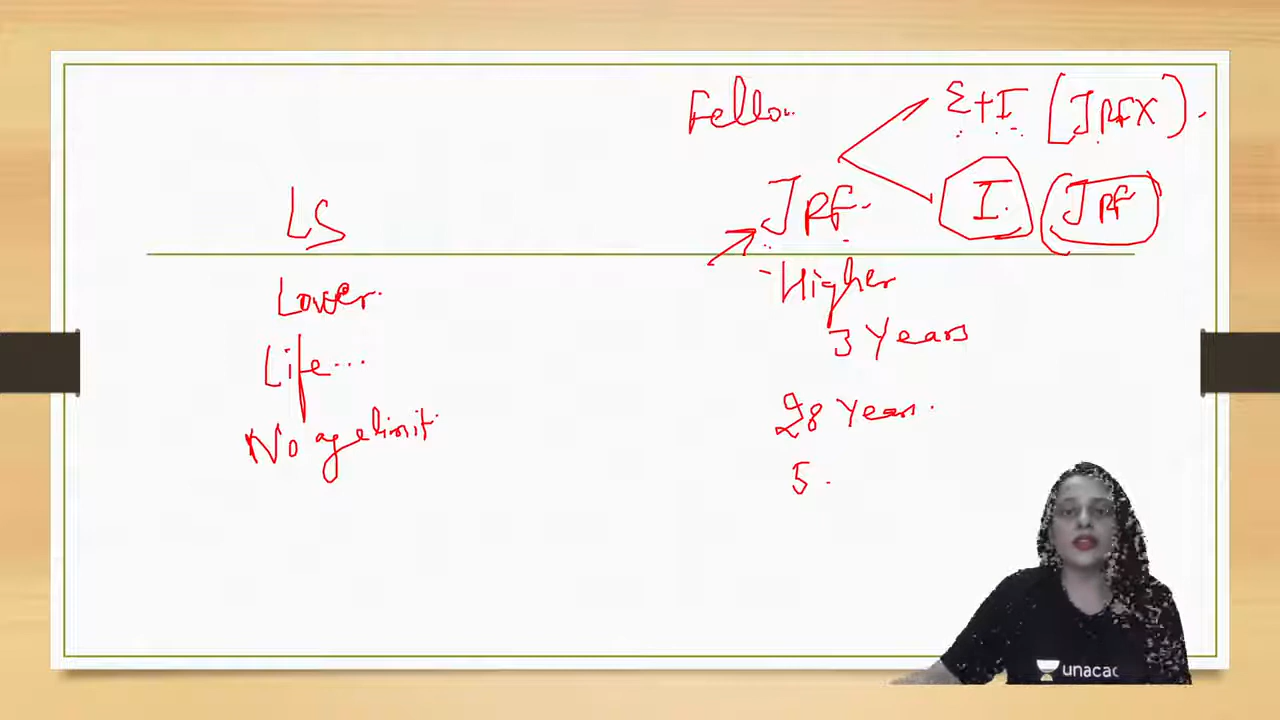 Fello..
E+I [JRFX].
I. (JRF)
LS
JRF.
Lower.
-Higher
3 Years
Life...
28 Years.
No age limit
5.
unacad